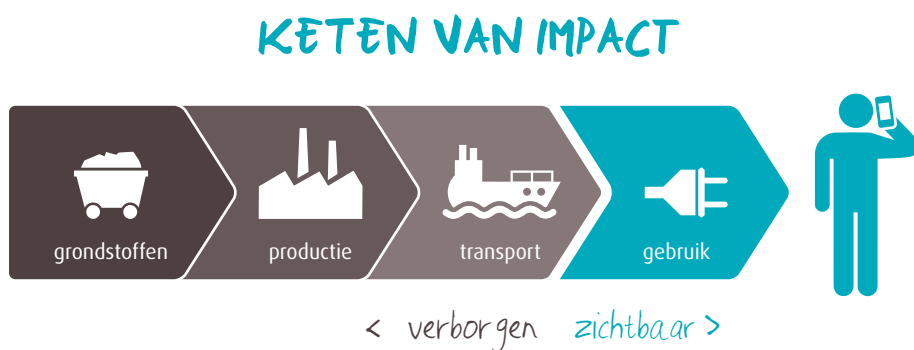 KETEN VAN IMPACT
grondstoffen productie transport gebruik
< verborgen zichtbaar >